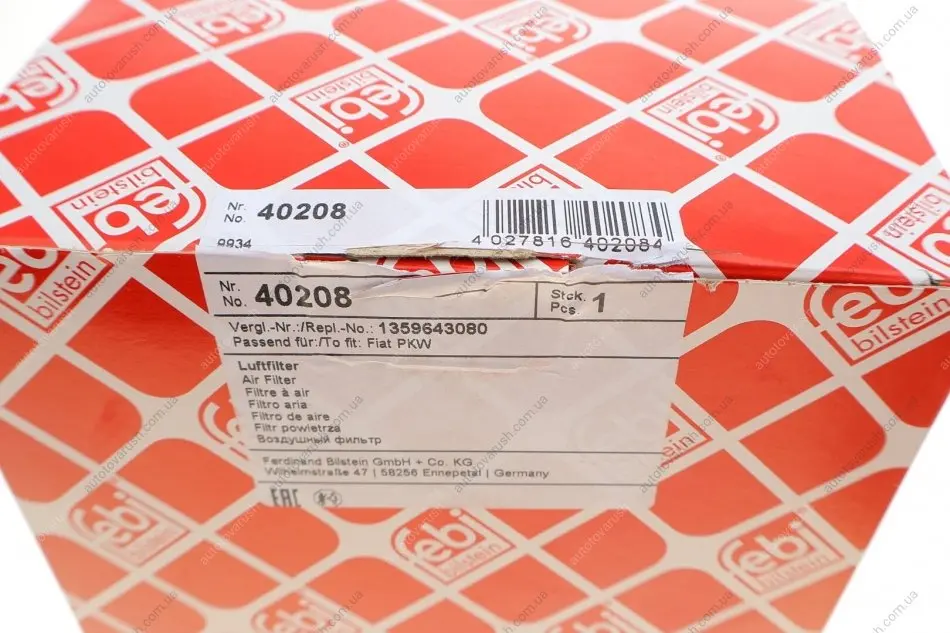 febi
bilstein
Nr.
No. 40208
9934
4 027816 402084
Nr.
No. 40208
Stck.
Pcs. 1
Vergl.-Nr.:/Repl.-No.: 1359643080
Passend für:/To fit: Fiat PKW
Luftfilter
Air Filter
Filtre à air
Filtro aria
Filtro de aire
Filtr powietrza
Воздушный фильтр
Ferdinand Bilstein GmbH + Co. KG
Wilhelmstraße 47 | 58256 Ennepetal | Germany
EAC
autotovarush.com.ua